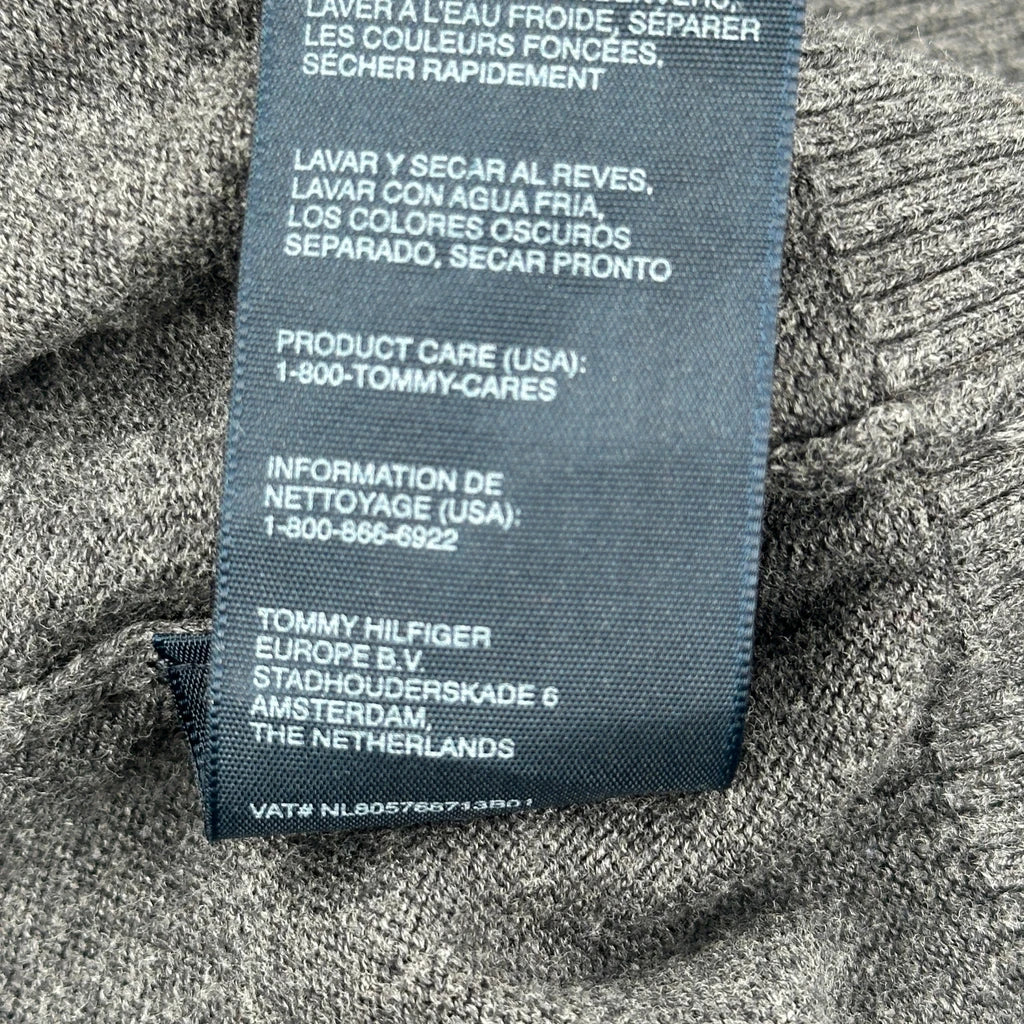 LAVER A L'EAU FROIDE, SÉPARER
LES COULEURS FONCÉES,
SÉCHER RAPIDEMENT
LAVAR Y SECAR AL REVES,
LAVAR CON AGUA FRIA,
LOS COLORES OSCUROS
SEPARADO, SECAR PRONTO
PRODUCT CARE (USA):
1-800-TOMMY-CARES
INFORMATION DE
NETTOYAGE (USA):
1-800-866-6922
TOMMY HILFIGER
EUROPE B.V.
STADHOUDERSKADE 6
AMSTERDAM,
THE NETHERLANDS
VAT# NL805768713B01